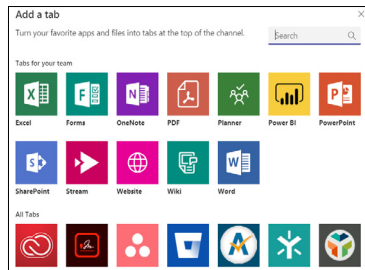 Add a tab
Turn your favorite apps and files into tabs at the top of the channel.
Search
Tabs for your team
Excel Forms OneNote PDF Planner Power BI PowerPoint
SharePoint Stream Website Wiki Word
All Tabs